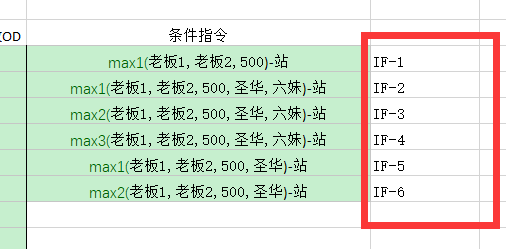 (OD 条件指令
max1(老板1,老板2,500)-站 IF-1
max1(老板1,老板2,500,圣华,六妹)-站 IF-2
max2(老板1,老板2,500,圣华,六妹)-站 IF-3
max3(老板1,老板2,500,圣华,六妹)-站 IF-4
max1(老板1,老板2,500,圣华)-站 IF-5
max2(老板1,老板2,500,圣华)-站 IF-6